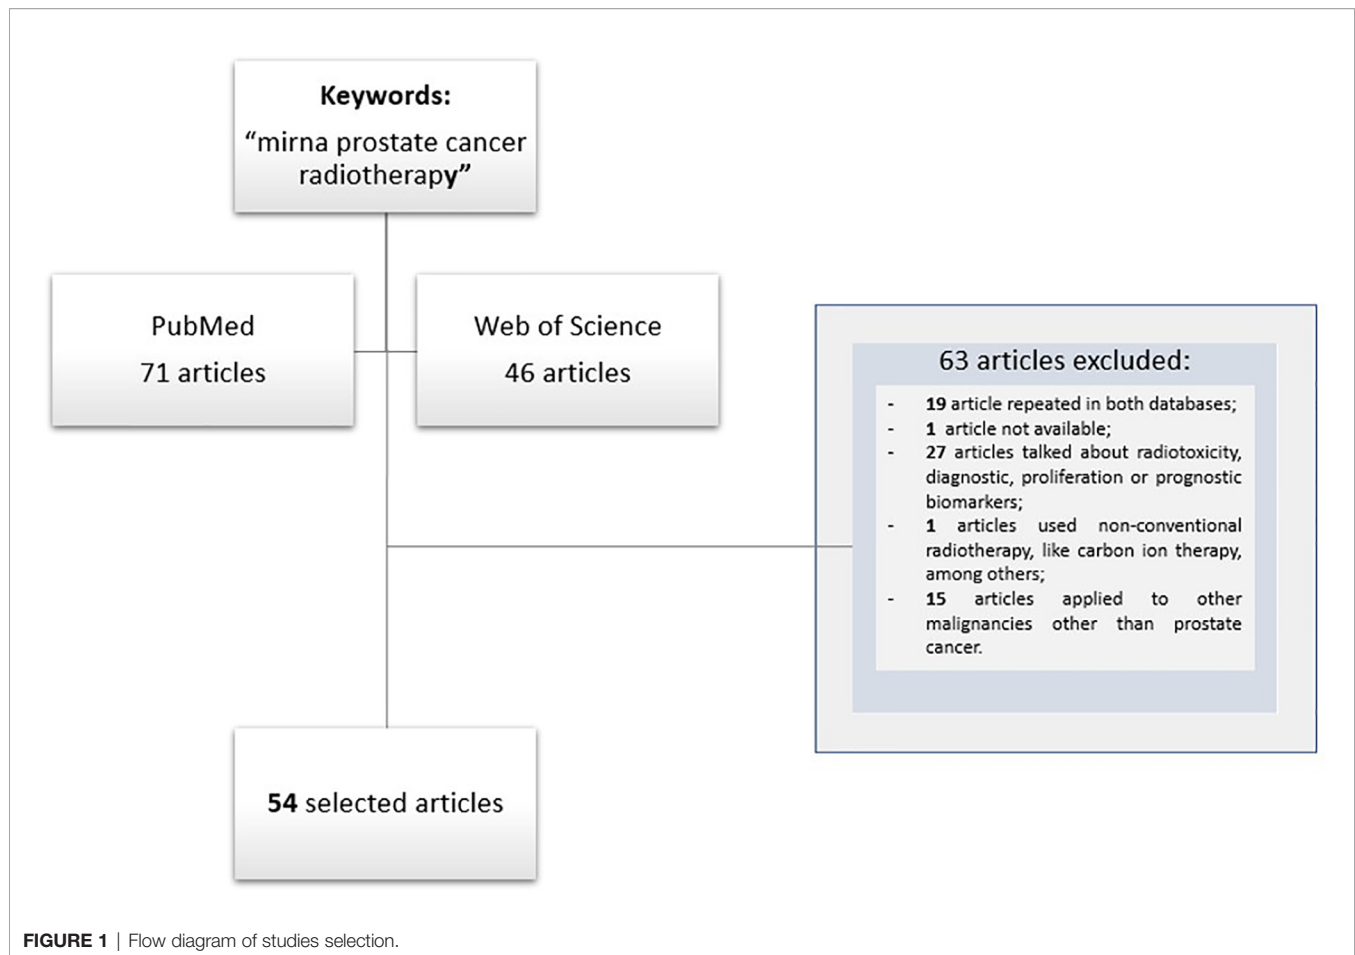 Keywords:
“mirna prostate cancer
radiotherapy”
PubMed
71 articles
Web of Science
46 articles
63 articles excluded:
- 19 article repeated in both databases;
- 1 article not available;
- 27 articles talked about radiotoxicity,
diagnostic, proliferation or prognostic
biomarkers;
- 1 articles used non-conventional
radiotherapy, like carbon ion therapy,
among others;
- 15 articles applied to other
malignancies other than prostate
cancer.
54 selected articles
FIGURE 1 | Flow diagram of studies selection.